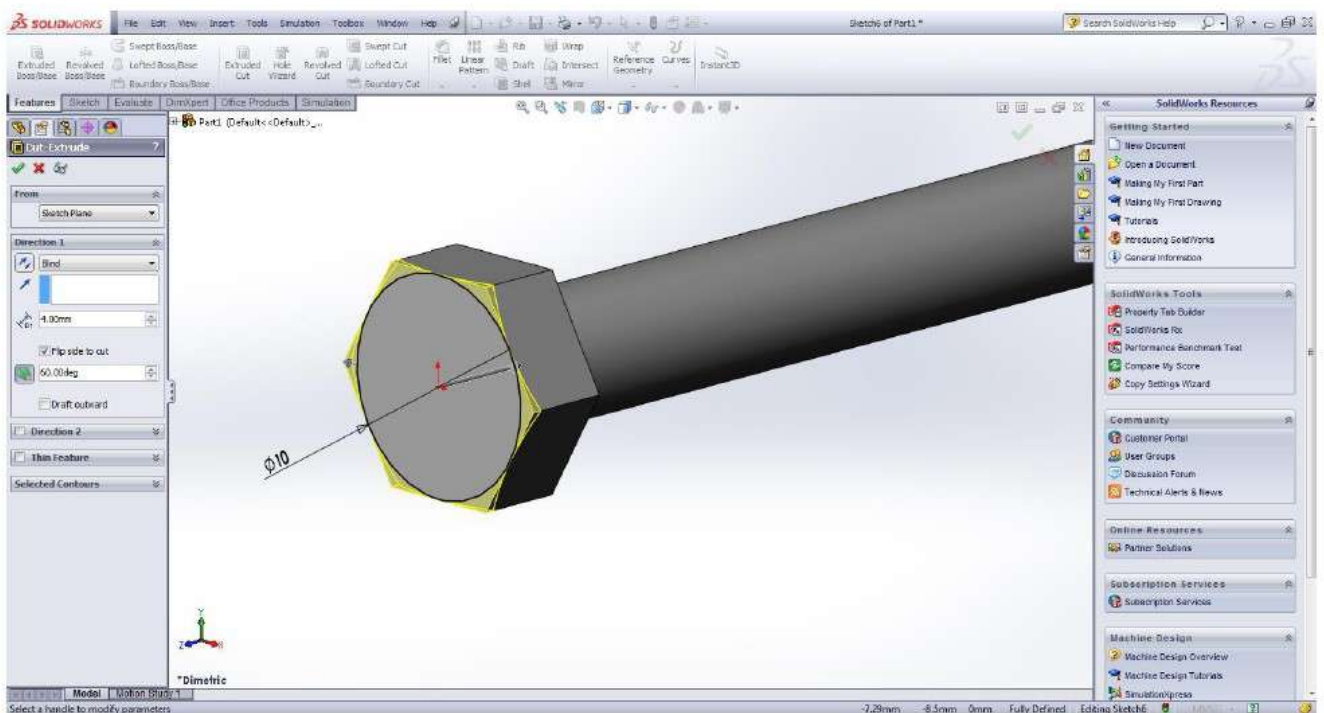 SOLIDWORKS File Edit View Insert Tools Simulation Toolbox Window Help Sketch6 of Part1 * Search SolidWorks Help
Extruded Boss/Base
Revolved Boss/Base
Swept Boss/Base
Lofted Boss/Base
Boundary Boss/Base
Extruded Cut
Hole Wizard
Revolved Cut
Swept Cut
Lofted Cut
Boundary Cut
Fillet
Linear Pattern
Rib
Draft
Shell
Wrap
Intersect
Mirror
Reference Geometry
Curves
Instant3D
Features Sketch Evaluate DimXpert Office Products Simulation
Part1 (Default<<Default>_...
Cut-Extrude ?
From
Sketch Plane
Direction 1
Blind
4.00mm
Flip side to cut
60.00deg
Draft outward
Direction 2
Thin Feature
Selected Contours
Ø10
Y
Z X
*Dimetric
SolidWorks Resources
Getting Started
New Document
Open a Document
Making My First Part
Making My First Drawing
Tutorials
Introducing SolidWorks
General Information
SolidWorks Tools
Property Tab Builder
SolidWorks Rx
Performance Benchmark Test
Compare My Score
Copy Settings Wizard
Community
Customer Portal
User Groups
Discussion Forum
Technical Alerts & News
Online Resources
Partner Solutions
Subscription Services
Subscription Services
Machine Design
Machine Design Overview
Machine Design Tutorials
SimulationXpress
Model Motion Study 1
Select a handle to modify parameters -7.29mm -8.5mm 0mm Fully Defined Editing Sketch6